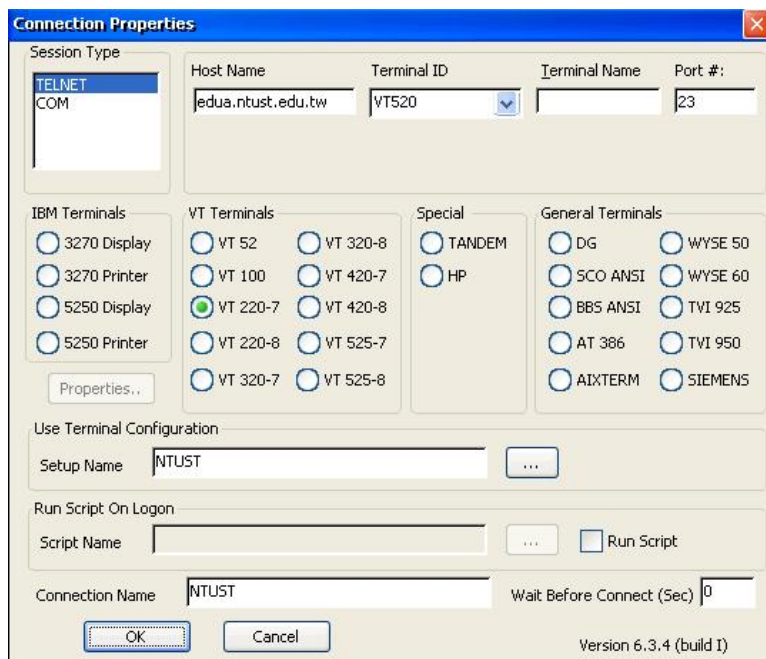 Connection Properties
Session Type
TELNET
COM
Host Name
edua.ntust.edu.tw
Terminal ID
VT520
Terminal Name
Port #:
23
IBM Terminals
3270 Display
3270 Printer
5250 Display
5250 Printer
Properties..
VT Terminals
VT 52
VT 100
VT 220-7
VT 220-8
VT 320-7
VT 320-8
VT 420-7
VT 420-8
VT 525-7
VT 525-8
Special
TANDEM
HP
General Terminals
DG
SCO ANSI
BBS ANSI
AT 386
AIXTERM
WYSE 50
WYSE 60
TVI 925
TVI 950
SIEMENS
Use Terminal Configuration
Setup Name
NTUST
...
Run Script On Logon
Script Name
...
Run Script
Connection Name
NTUST
Wait Before Connect (Sec)
0
OK
Cancel
Version 6.3.4 (build I)